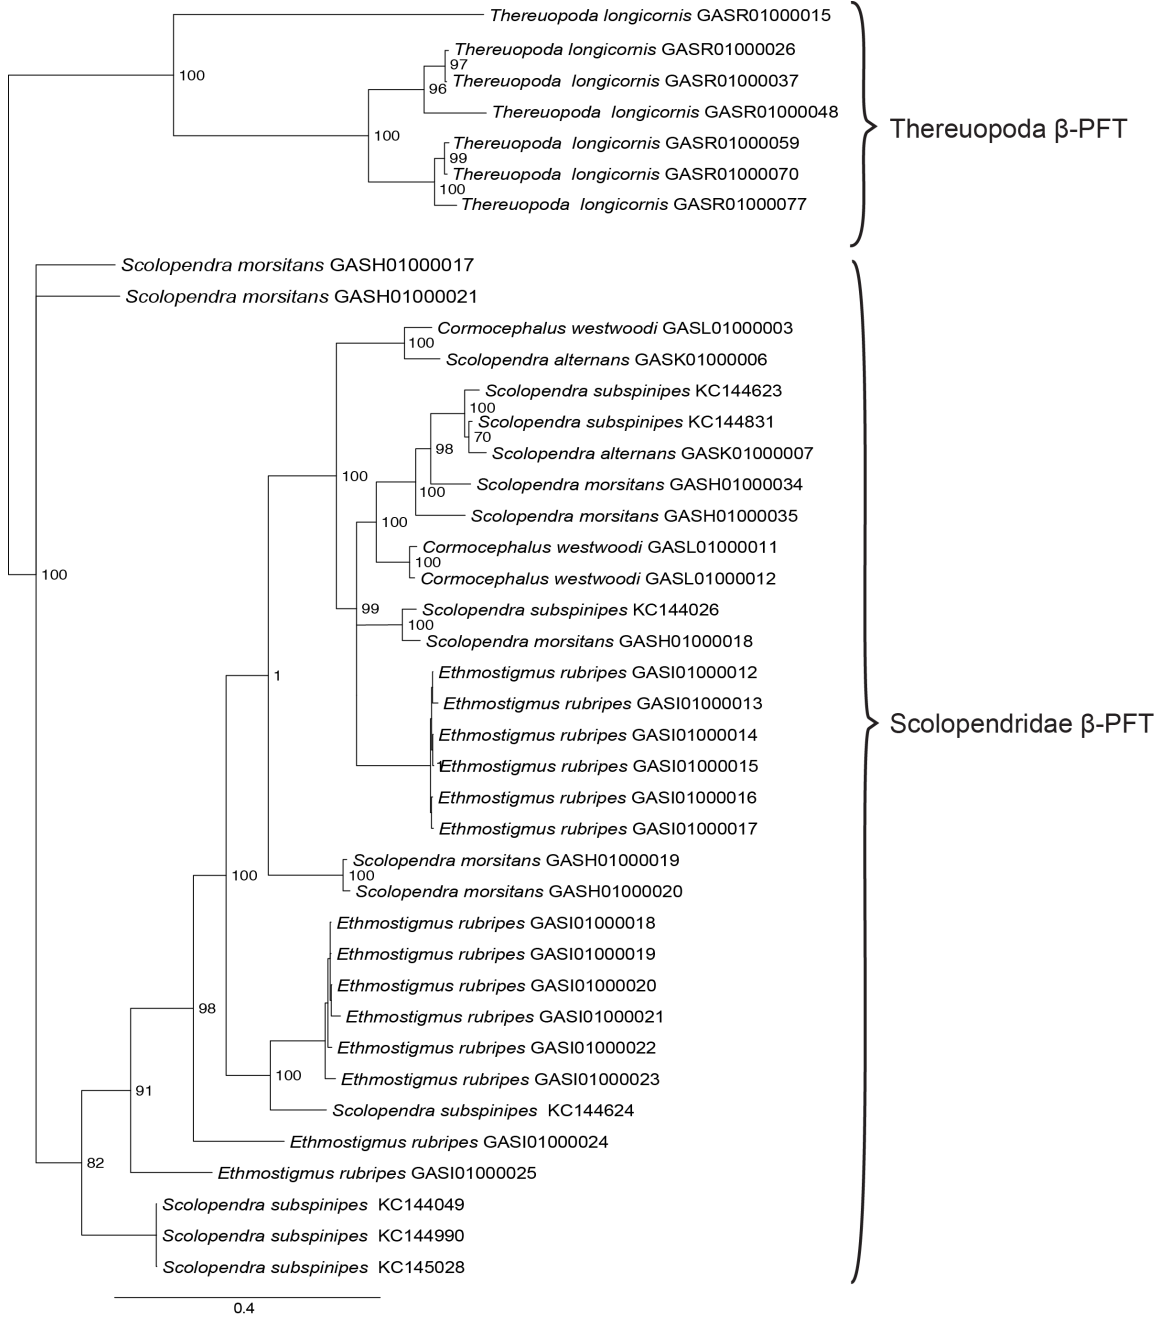 Thereuopoda longicornis GASR01000015
Thereuopoda longicornis GASR01000026
97
Thereuopoda longicornis GASR01000037
100
96
Thereuopoda longicornis GASR01000048
Thereuopoda β-PFT
100
Thereuopoda longicornis GASR01000059
99
Thereuopoda longicornis GASR01000070
100
Thereuopoda longicornis GASR01000077
Scolopendra morsitans GASH01000017
Scolopendra morsitans GASH01000021
Cormocephalus westwoodi GASL01000003
100
Scolopendra alternans GASK01000006
Scolopendra subspinipes KC144623
100
Scolopendra subspinipes KC144831
70
98
Scolopendra alternans GASK01000007
100
Scolopendra morsitans GASH01000034
100
Scolopendra morsitans GASH01000035
100
Cormocephalus westwoodi GASL01000011
100
100
Cormocephalus westwoodi GASL01000012
99
Scolopendra subspinipes KC144026
100
Scolopendra morsitans GASH01000018
Ethmostigmus rubripes GASI01000012
1
Ethmostigmus rubripes GASI01000013
Scolopendridae β-PFT
Ethmostigmus rubripes GASI01000014
Ethmostigmus rubripes GASI01000015
Ethmostigmus rubripes GASI01000016
Ethmostigmus rubripes GASI01000017
Scolopendra morsitans GASH01000019
100
100
Scolopendra morsitans GASH01000020
Ethmostigmus rubripes GASI01000018
Ethmostigmus rubripes GASI01000019
Ethmostigmus rubripes GASI01000020
98
Ethmostigmus rubripes GASI01000021
Ethmostigmus rubripes GASI01000022
100
Ethmostigmus rubripes GASI01000023
91
Scolopendra subspinipes KC144624
Ethmostigmus rubripes GASI01000024
82
Ethmostigmus rubripes GASI01000025
Scolopendra subspinipes KC144049
Scolopendra subspinipes KC144990
Scolopendra subspinipes KC145028
0.4